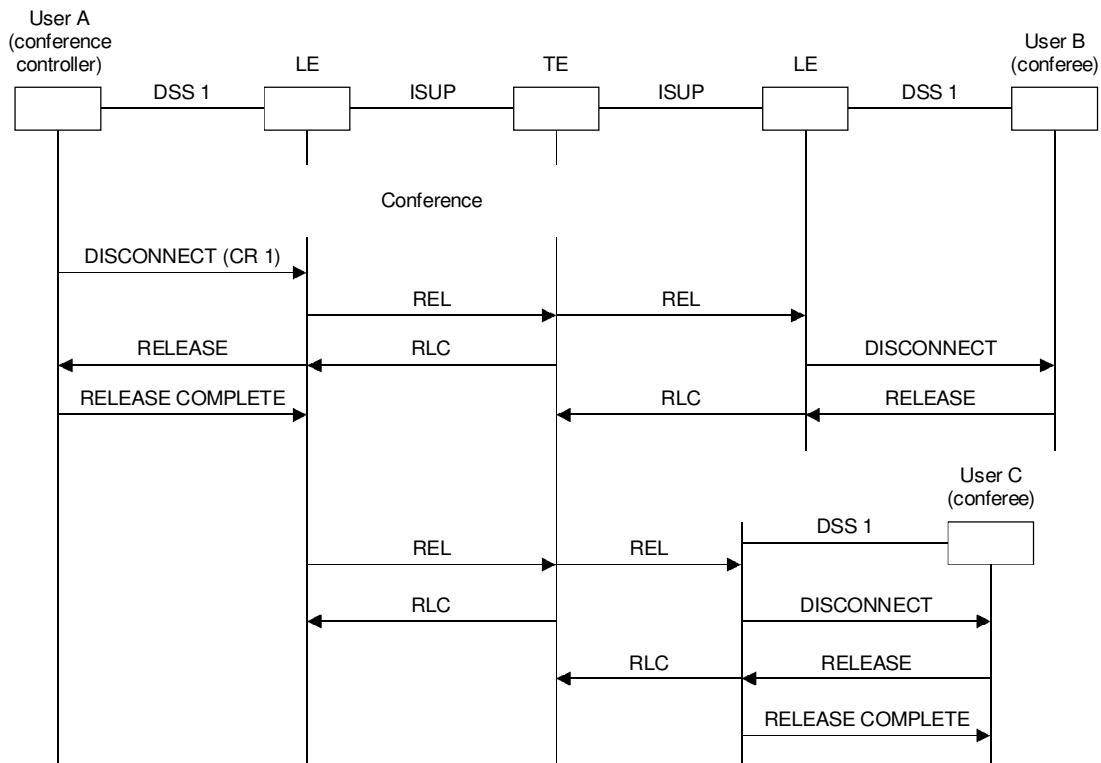 User A
(conference
controller)
LE
TE
LE
User B
(conferee)
DSS 1
ISUP
ISUP
DSS 1
Conference
DISCONNECT (CR 1)
REL
REL
RELEASE
RLC
DISCONNECT
RELEASE COMPLETE
RLC
RELEASE
User C
(conferee)
DSS 1
REL
REL
RLC
DISCONNECT
RLC
RELEASE
RELEASE COMPLETE